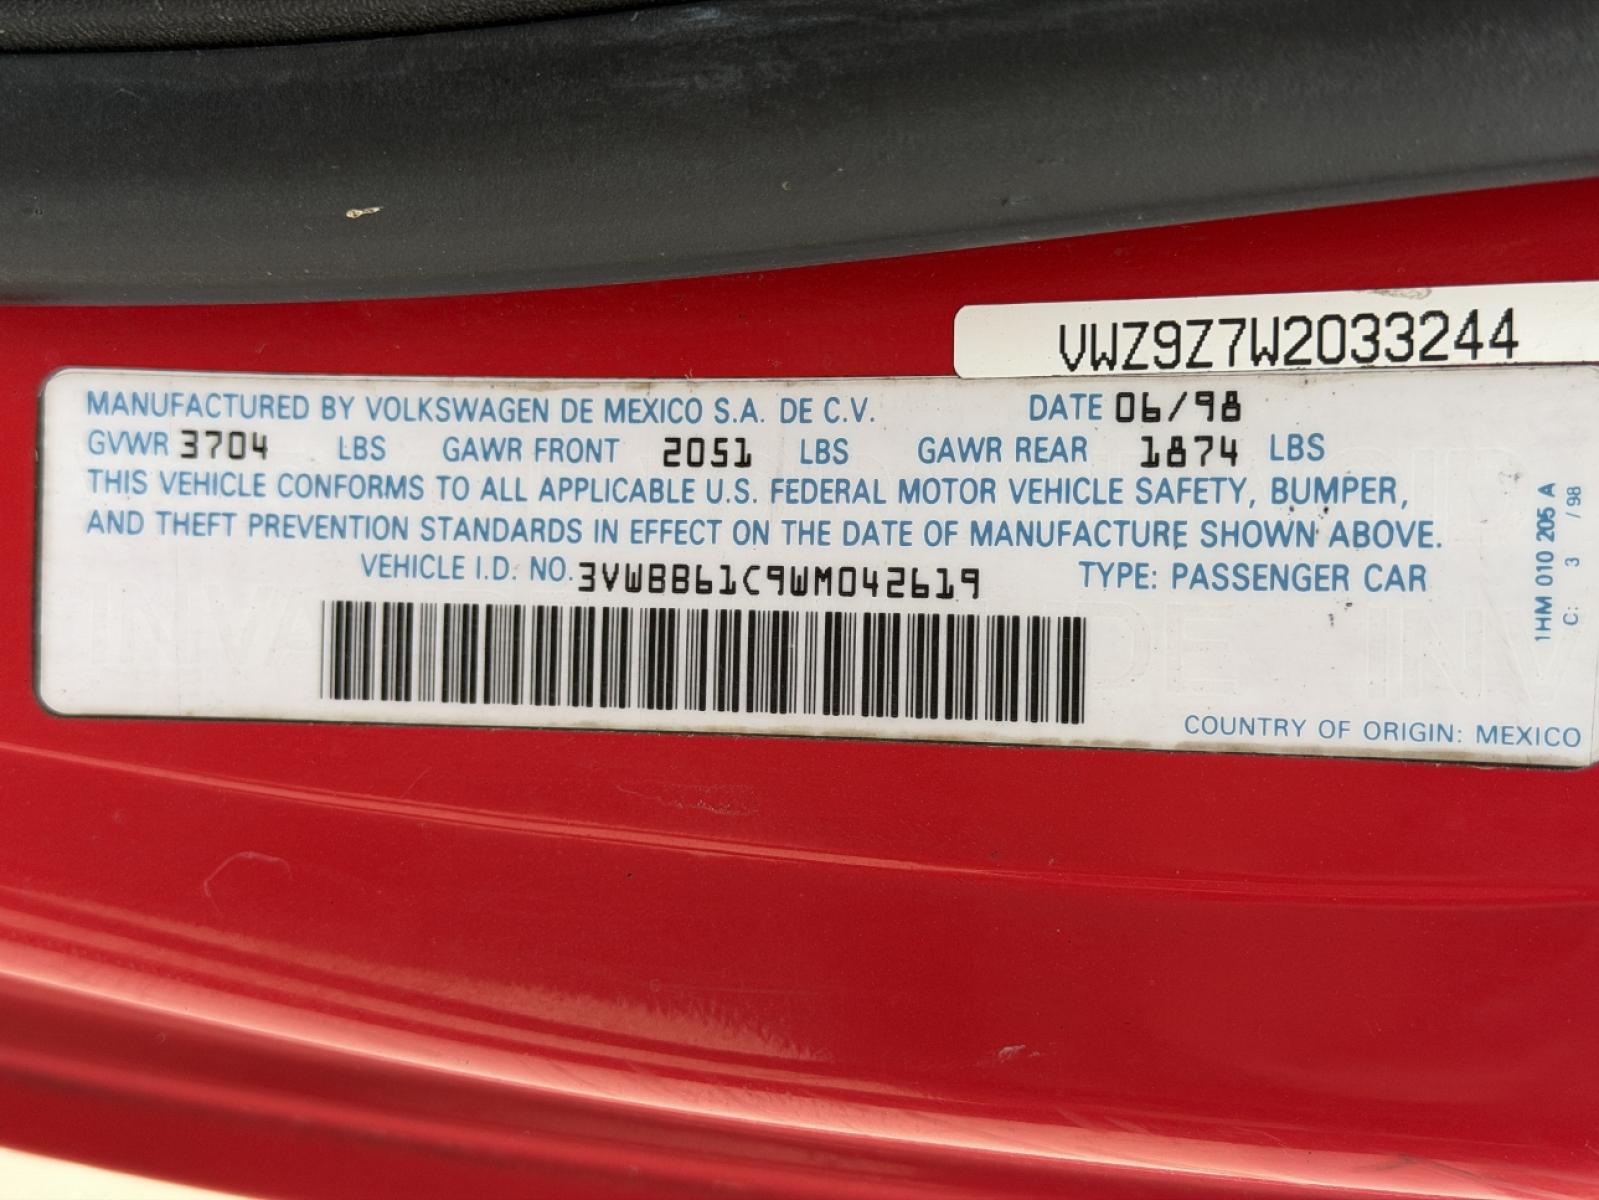 VWZ9Z7W2033244
MANUFACTURED BY VOLKSWAGEN DE MEXICO S.A. DE C.V. DATE 06/98
GVWR 3704 LBS GAWR FRONT 2051 LBS GAWR REAR 1874 LBS
THIS VEHICLE CONFORMS TO ALL APPLICABLE U.S. FEDERAL MOTOR VEHICLE SAFETY, BUMPER,
AND THEFT PREVENTION STANDARDS IN EFFECT ON THE DATE OF MANUFACTURE SHOWN ABOVE.
VEHICLE I.D. NO. 3VWBB61C9WM042619 TYPE: PASSENGER CAR
COUNTRY OF ORIGIN: MEXICO
1HM 010 205 A
C: 3 / 98